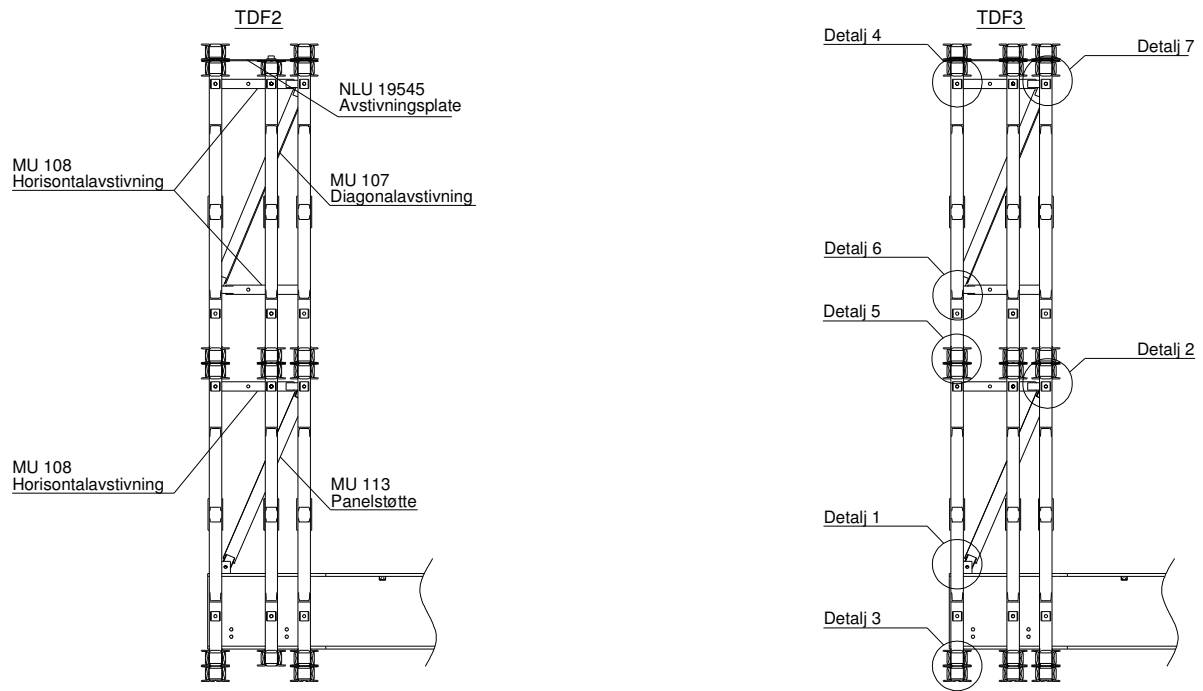 TDF2
NLU 19545
Avstivningsplate
MU 108
Horisontalavstivning
MU 107
Diagonalavstivning
MU 108
Horisontalavstivning
MU 113
Panelstøtte
TDF3
Detalj 4
Detalj 7
Detalj 6
Detalj 5
Detalj 2
Detalj 1
Detalj 3